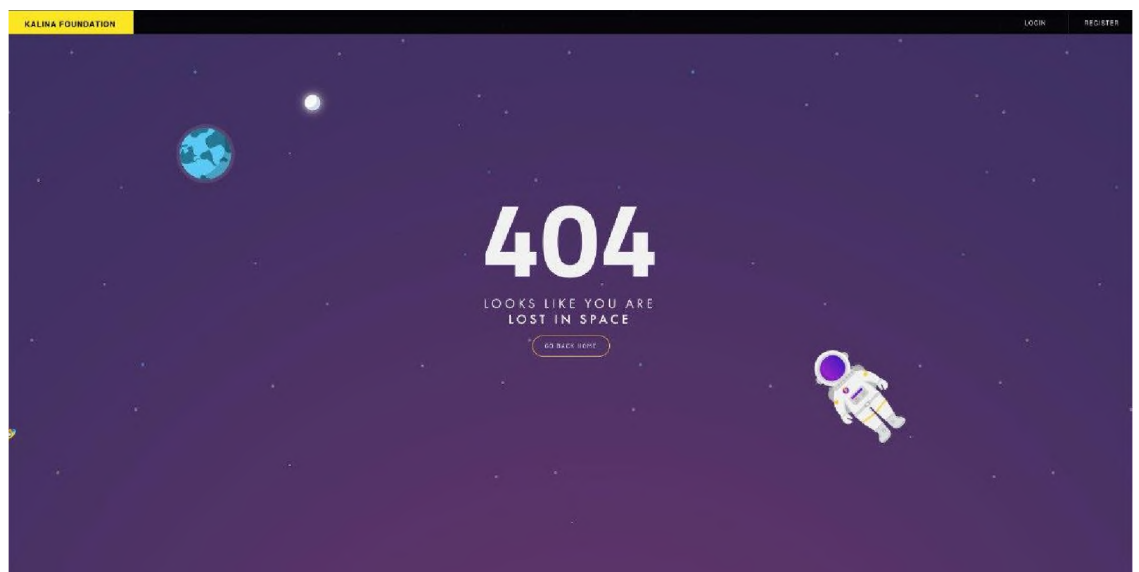 KALINA FOUNDATION
LOGIN
REGISTER
404
LOOKS LIKE YOU ARE
LOST IN SPACE
GO BACK HOME